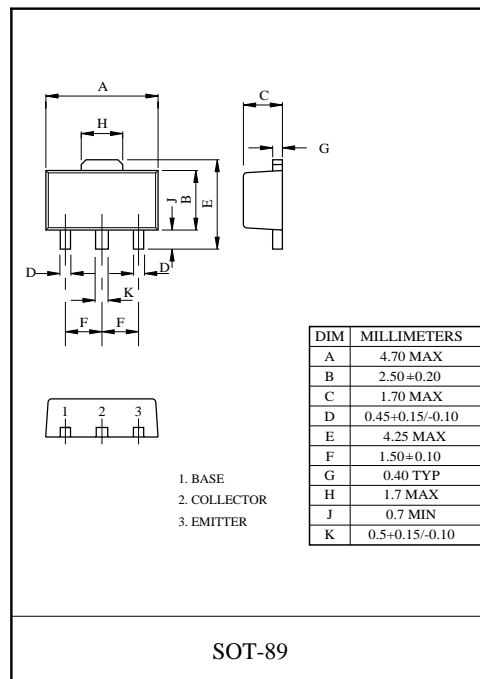 A
C
H
G
J
B
E
D
D
K
F F
DIM MILLIMETERS
A 4.70 MAX
B 2.50±0.20
C 1.70 MAX
D 0.45+0.15/-0.10
E 4.25 MAX
F 1.50±0.10
G 0.40 TYP
H 1.7 MAX
J 0.7 MIN
K 0.5+0.15/-0.10
1 2 3
1. BASE
2. COLLECTOR
3. EMITTER
SOT-89